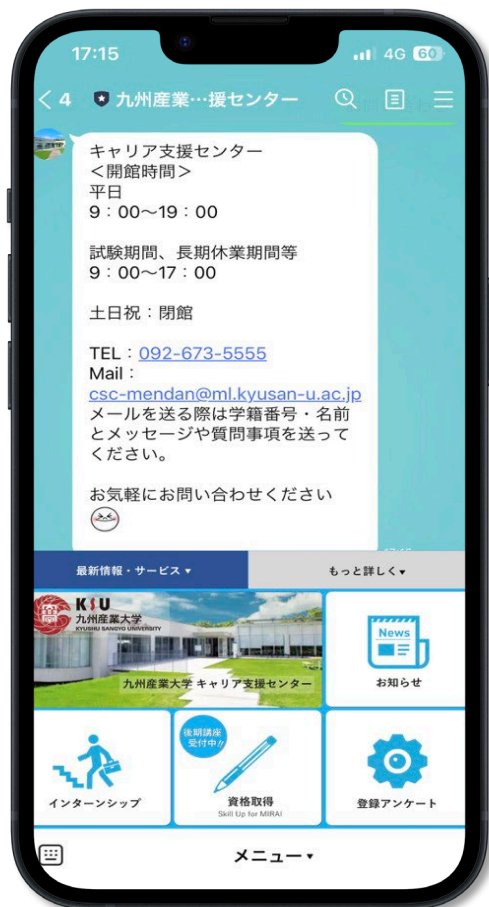 17:15
4G 60
4 九州産業…援センター
キャリア支援センター
<開館時間>
平日
9:00〜19:00
試験期間、長期休業期間等
9:00〜17:00
土日祝:閉館
TEL:092-673-5555
Mail:
csc-mendan@ml.kyusan-u.ac.jp
メールを送る際は学籍番号・名前
とメッセージや質問事項を送って
ください。
お気軽にお問い合わせください
最新情報・サービス▼
もっと詳しく▼
KSU
九州産業大学
KYUSHU SANGYO UNIVERSITY
九州産業大学 キャリア支援センター
News
お知らせ
インターンシップ
後期講座
受付中!!
資格取得
Skill Up for MIRAI
登録アンケート
メニュー▼